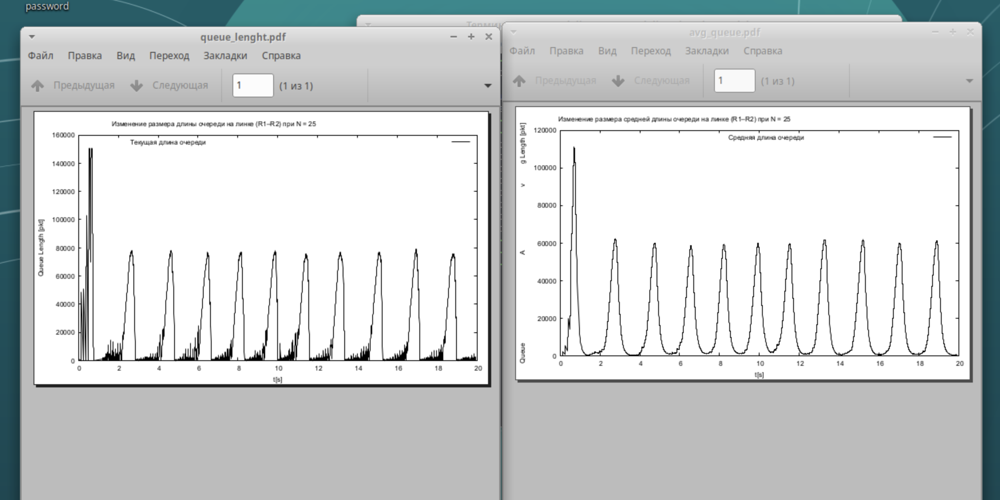 password
Термин
queue_lenght.pdf
Файл Правка Вид Переход Закладки Справка
Предыдущая Следующая 1 (1 из 1)
Изменение размера длины очереди на линке (R1–R2) при N = 25
Текущая длина очереди
Queue Length [pkt]
160000
140000
120000
100000
80000
60000
40000
20000
0
0 2 4 6 8 10 12 14 16 18 20
t[s]
avg_queue.pdf
Файл Правка Вид Переход Закладки Справка
Предыдущая Следующая 1 (1 из 1)
Изменение размера средней длины очереди на линке (R1–R2) при N = 25
Средняя длина очереди
Queue A v g Length [pkt]
120000
100000
80000
60000
40000
20000
0
0 2 4 6 8 10 12 14 16 18 20
t[s]